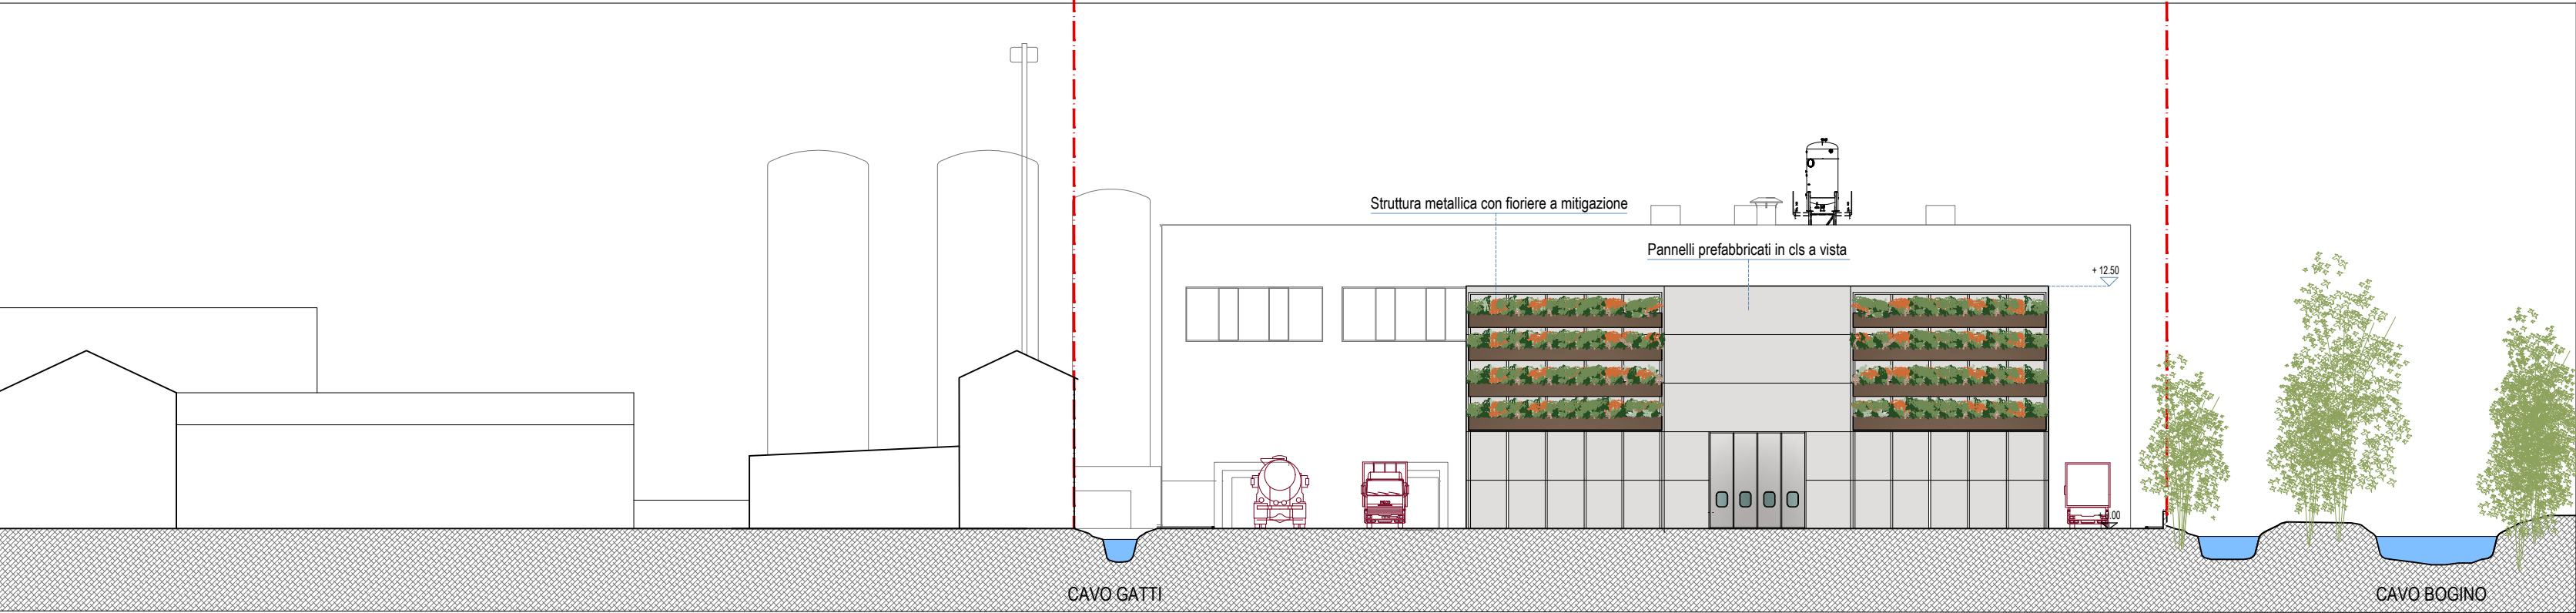 Struttura metallica con fioriere a mitigazione
Pannelli prefabbricati in cls a vista
+ 12.50
CAVO GATTI
CAVO BOGINO